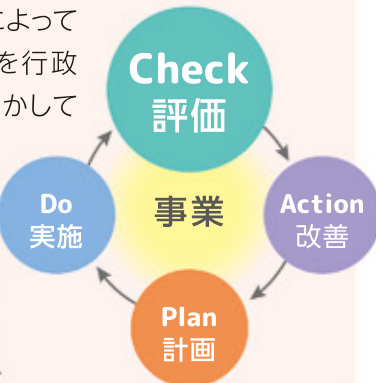 によって
を行政
かして
Check
評価
Do
実施
事業
Action
改善
Plan
計画